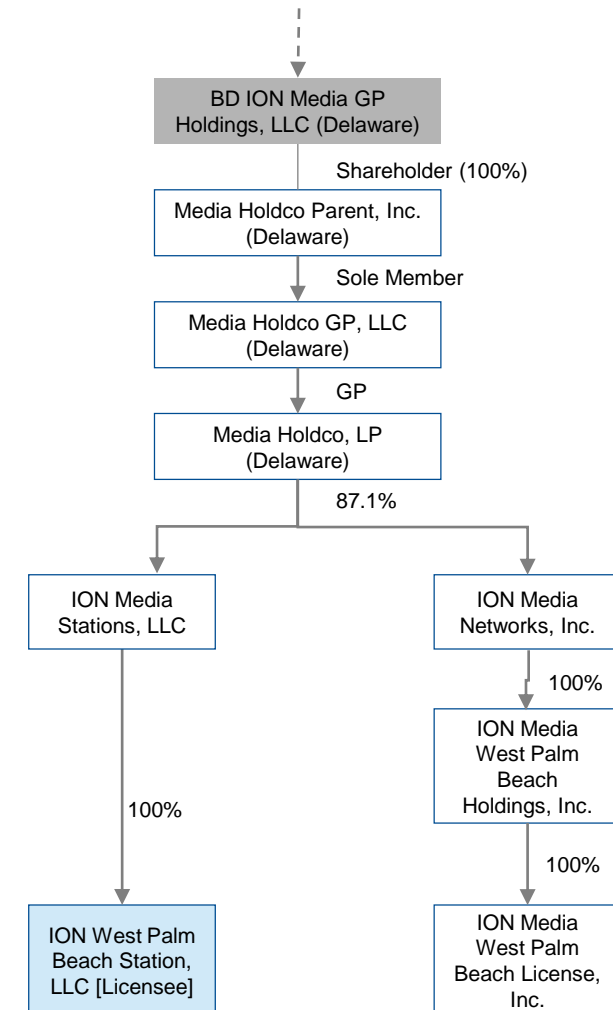 BD ION Media GP
Holdings, LLC (Delaware)
Shareholder (100%)
Media Holdco Parent, Inc.
(Delaware)
Sole Member
Media Holdco GP, LLC
(Delaware)
GP
Media Holdco, LP
(Delaware)
87.1%
ION Media
Stations, LLC
ION Media
Networks, Inc.
100%
ION Media
West Palm
Beach
Holdings, Inc.
100%
100%
ION West Palm
Beach Station,
LLC [Licensee]
ION Media
West Palm
Beach License,
Inc.